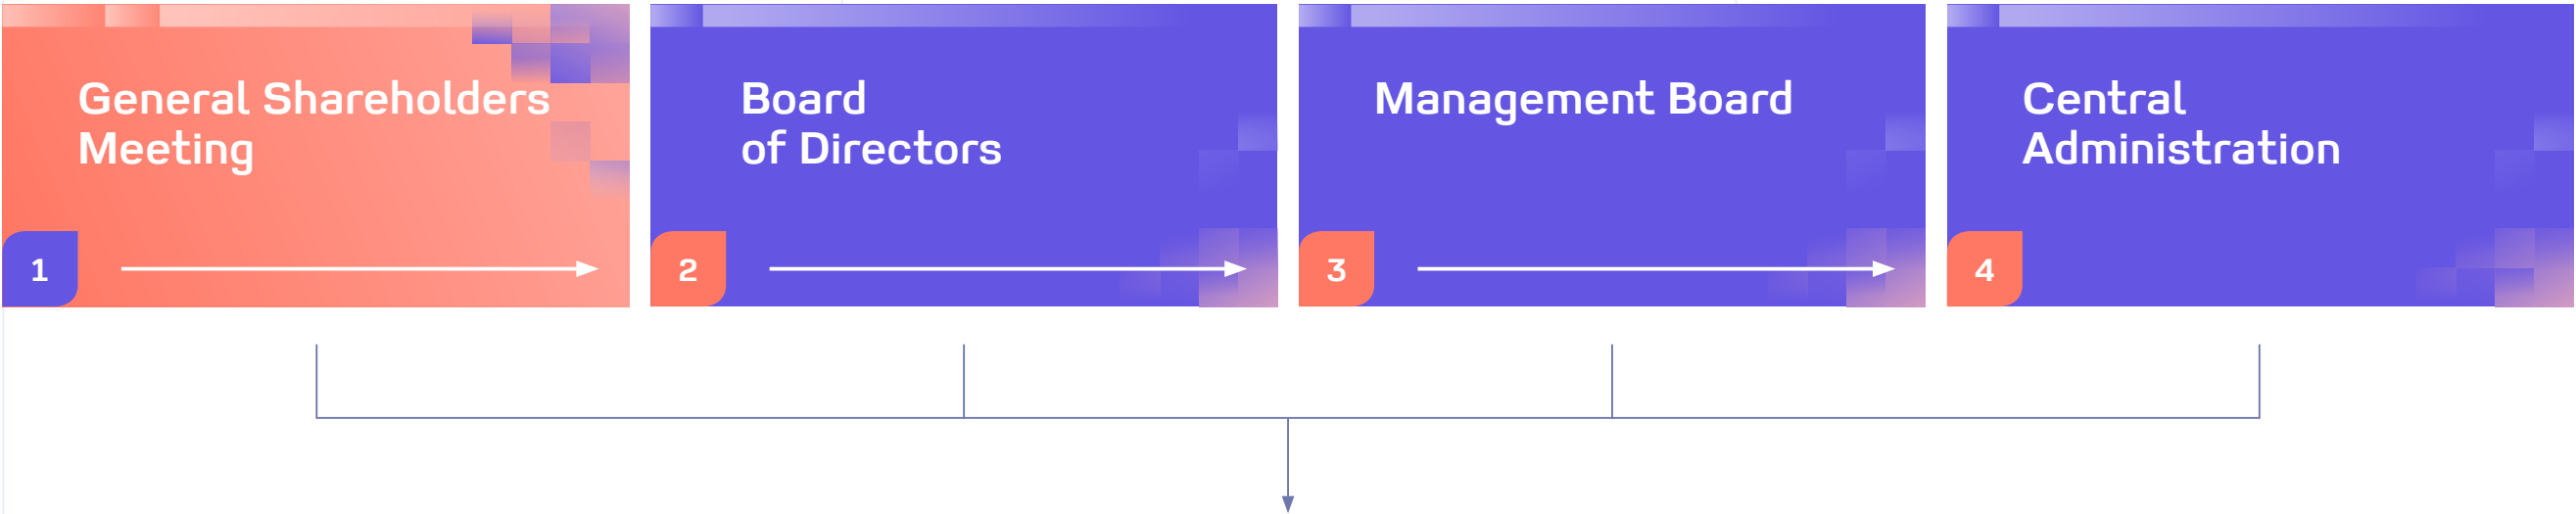 General Shareholders
Meeting
1
Board
of Directors
2
Management Board
3
Central
Administration
4